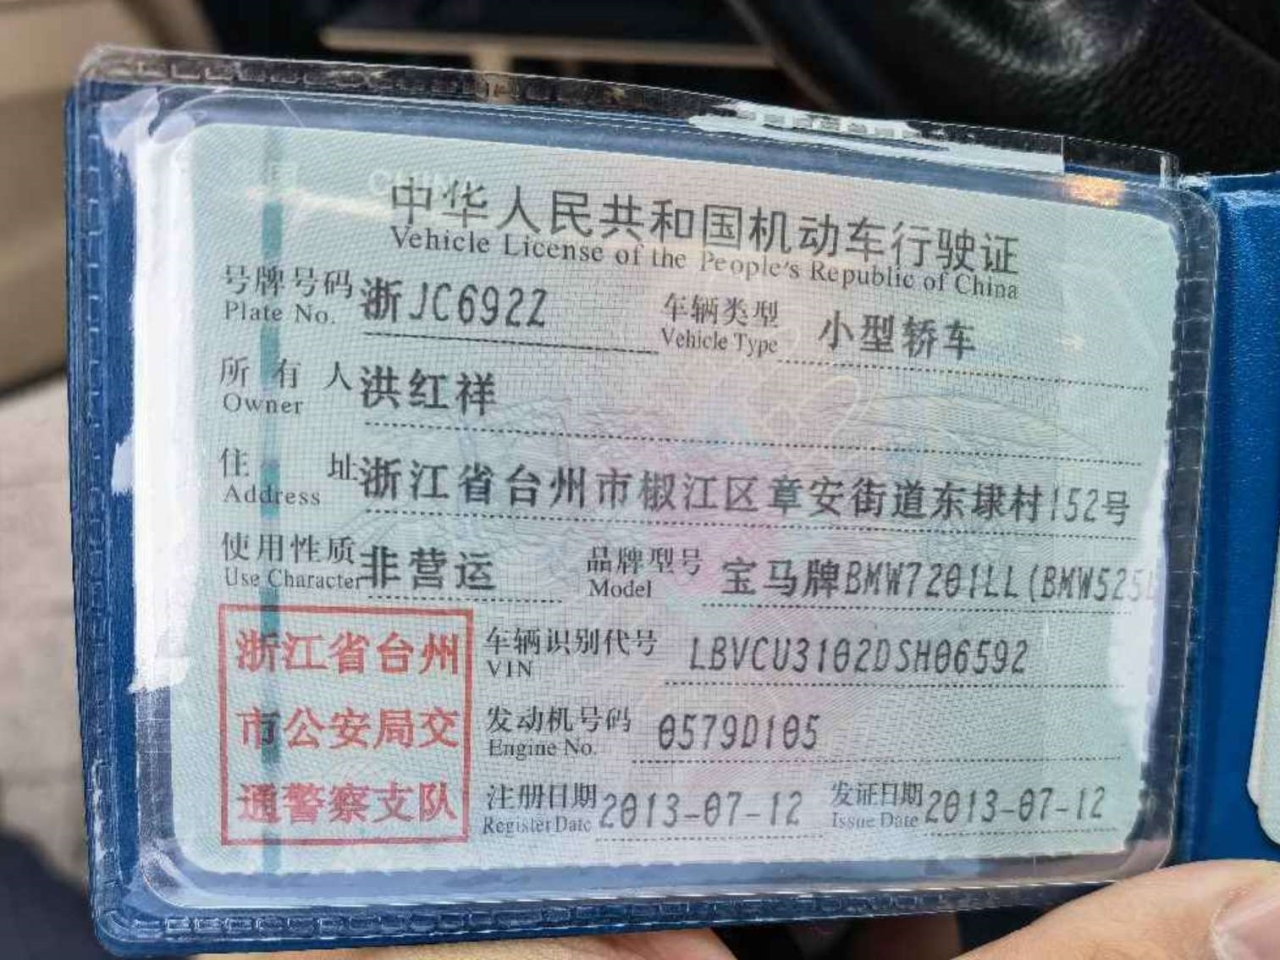 中华人民共和国机动车行驶证
Vehicle License of the People's Republic of China
号牌号码 浙JC692Z 车辆类型 小型轿车
Plate No. Vehicle Type
所有人 洪红祥
Owner
住址 浙江省台州市椒江区章安街道东埭村152号
Address
使用性质 非营运 品牌型号 宝马牌BMW7201LL(BMW525L
Use Character Model
浙江省台州 车辆识别代号 LBVCU3102DSH06592
VIN
市公安局交 发动机号码 0579D105
Engine No.
通警察支队 注册日期 2013-07-12 发证日期 2013-07-12
Register Date Issue Date